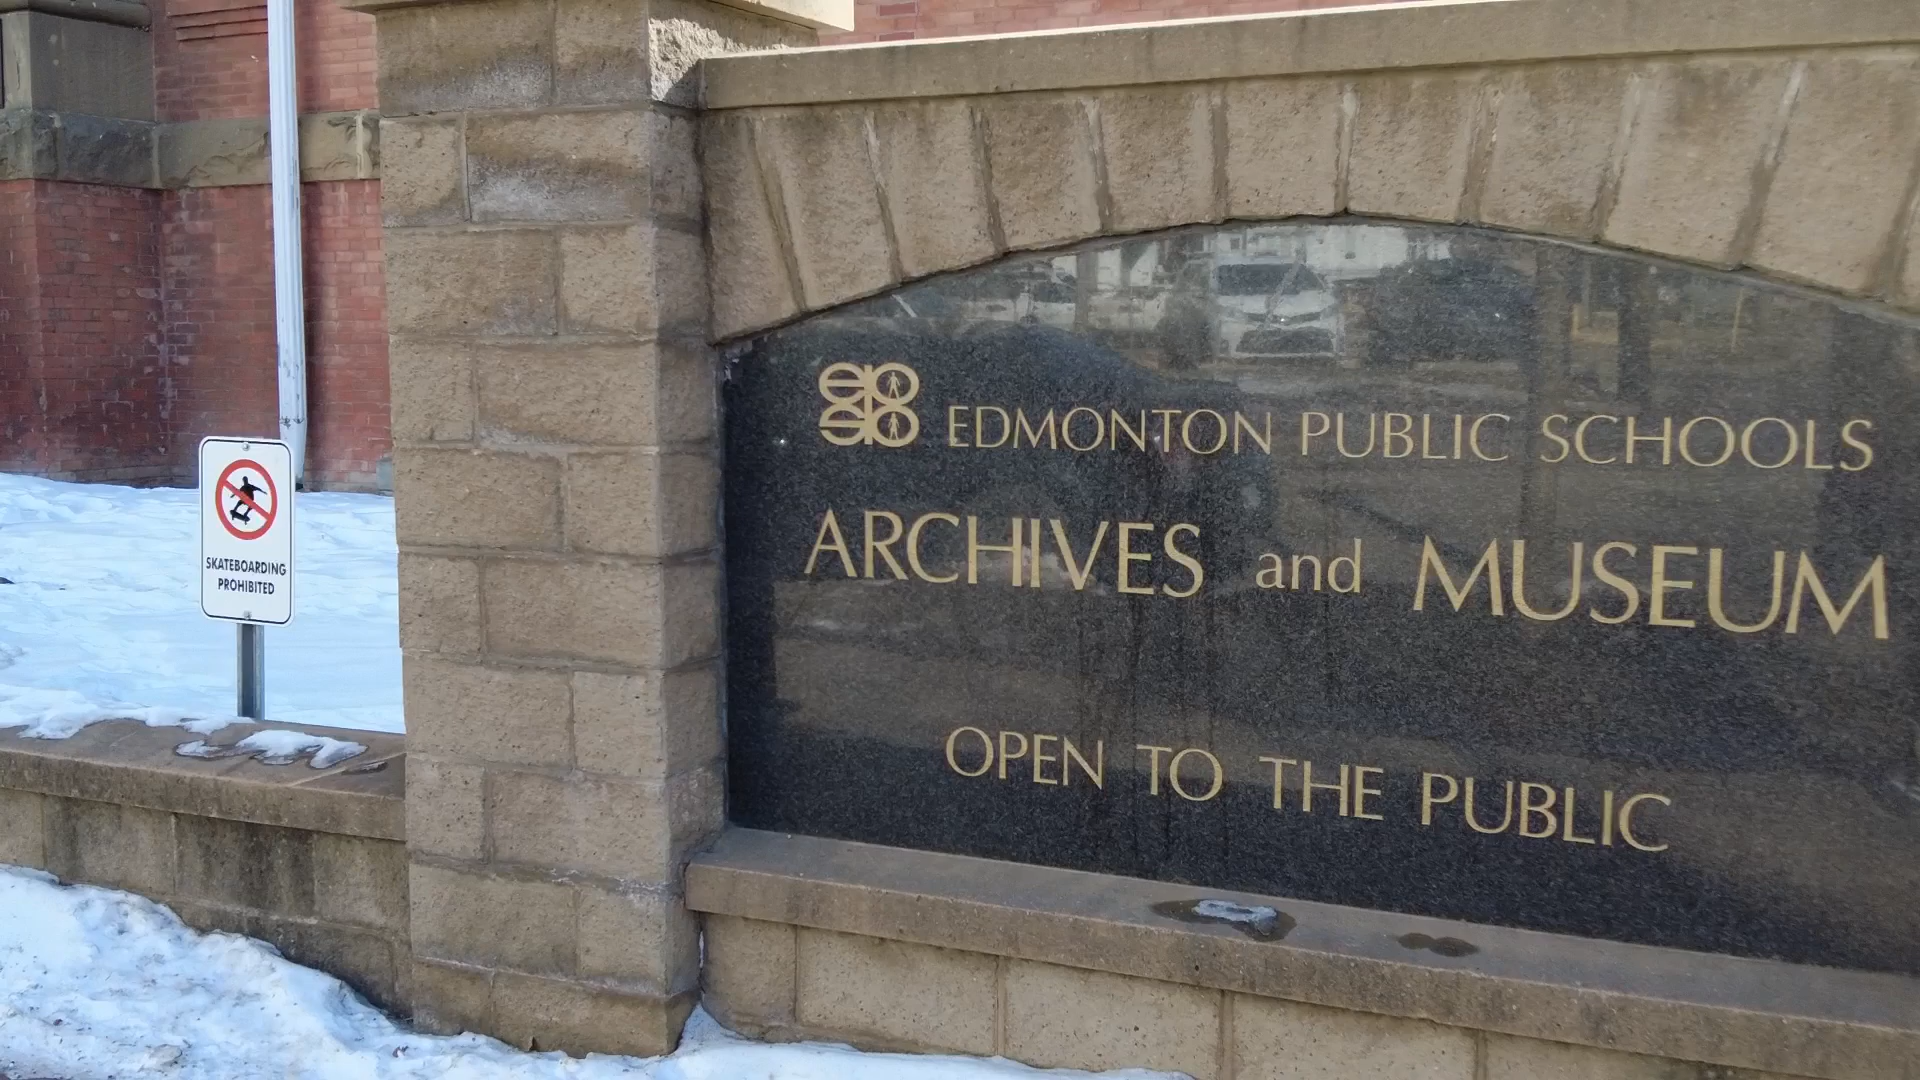 SKATEBOARDING
PROHIBITED
EDMONTON PUBLIC SCHOOLS
ARCHIVES and MUSEUM
OPEN TO THE PUBLIC